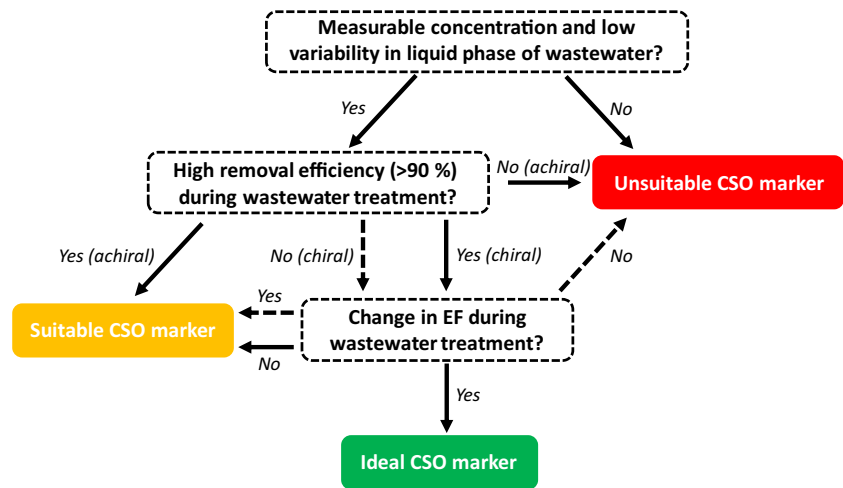 Measurable concentration and low
variability in liquid phase of wastewater?
Yes
No
High removal efficiency (>90 %)
during wastewater treatment?
No (achiral)
Unsuitable CSO marker
Yes (achiral)
No (chiral)
Yes (chiral)
No
Suitable CSO marker
Yes
No
Change in EF during
wastewater treatment?
Yes
Ideal CSO marker